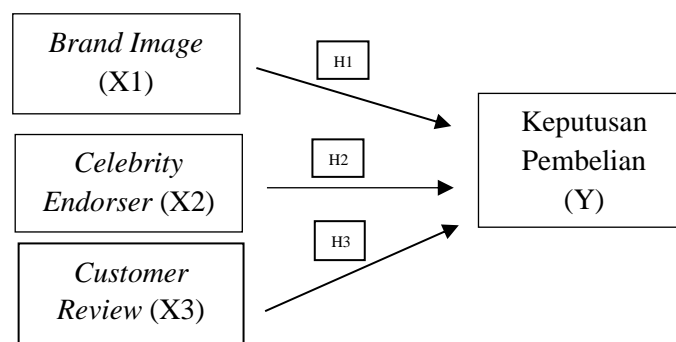 Brand Image
(X1)
H1
Keputusan
Pembelian
(Y)
Celebrity
Endorser (X2)
H2
Customer
Review (X3)
H3